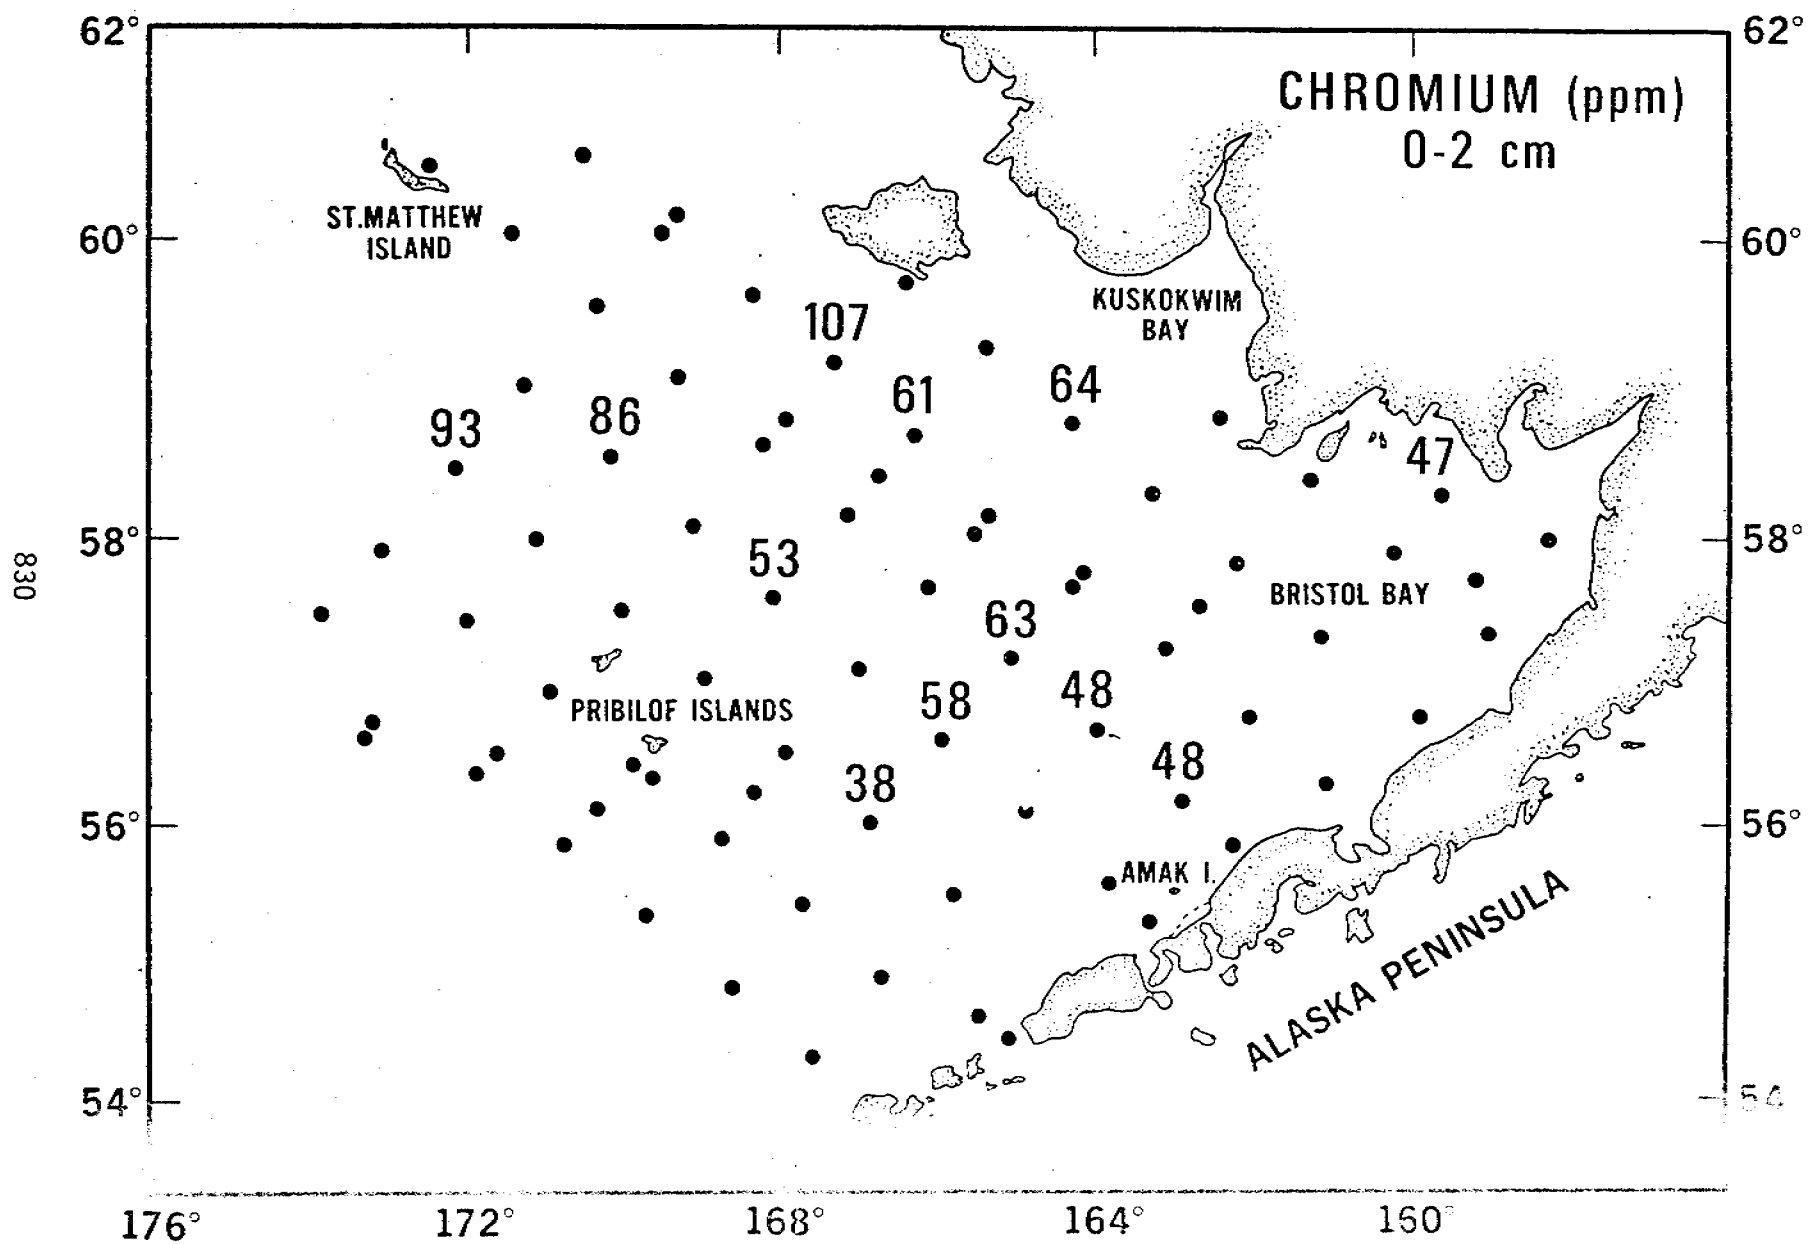 62°
62°
CHROMIUM (ppm)
0-2 cm
ST.MATTHEW
ISLAND
60°
60°
KUSKOKWIM
BAY
107
61
64
93
86
47
58°
58°
53
830
BRISTOL BAY
63
58
48
PRIBILOF ISLANDS
48
38
56°
56°
AMAK I.
ALASKA PENINSULA
54°
54
176°
172°
168°
164°
160°